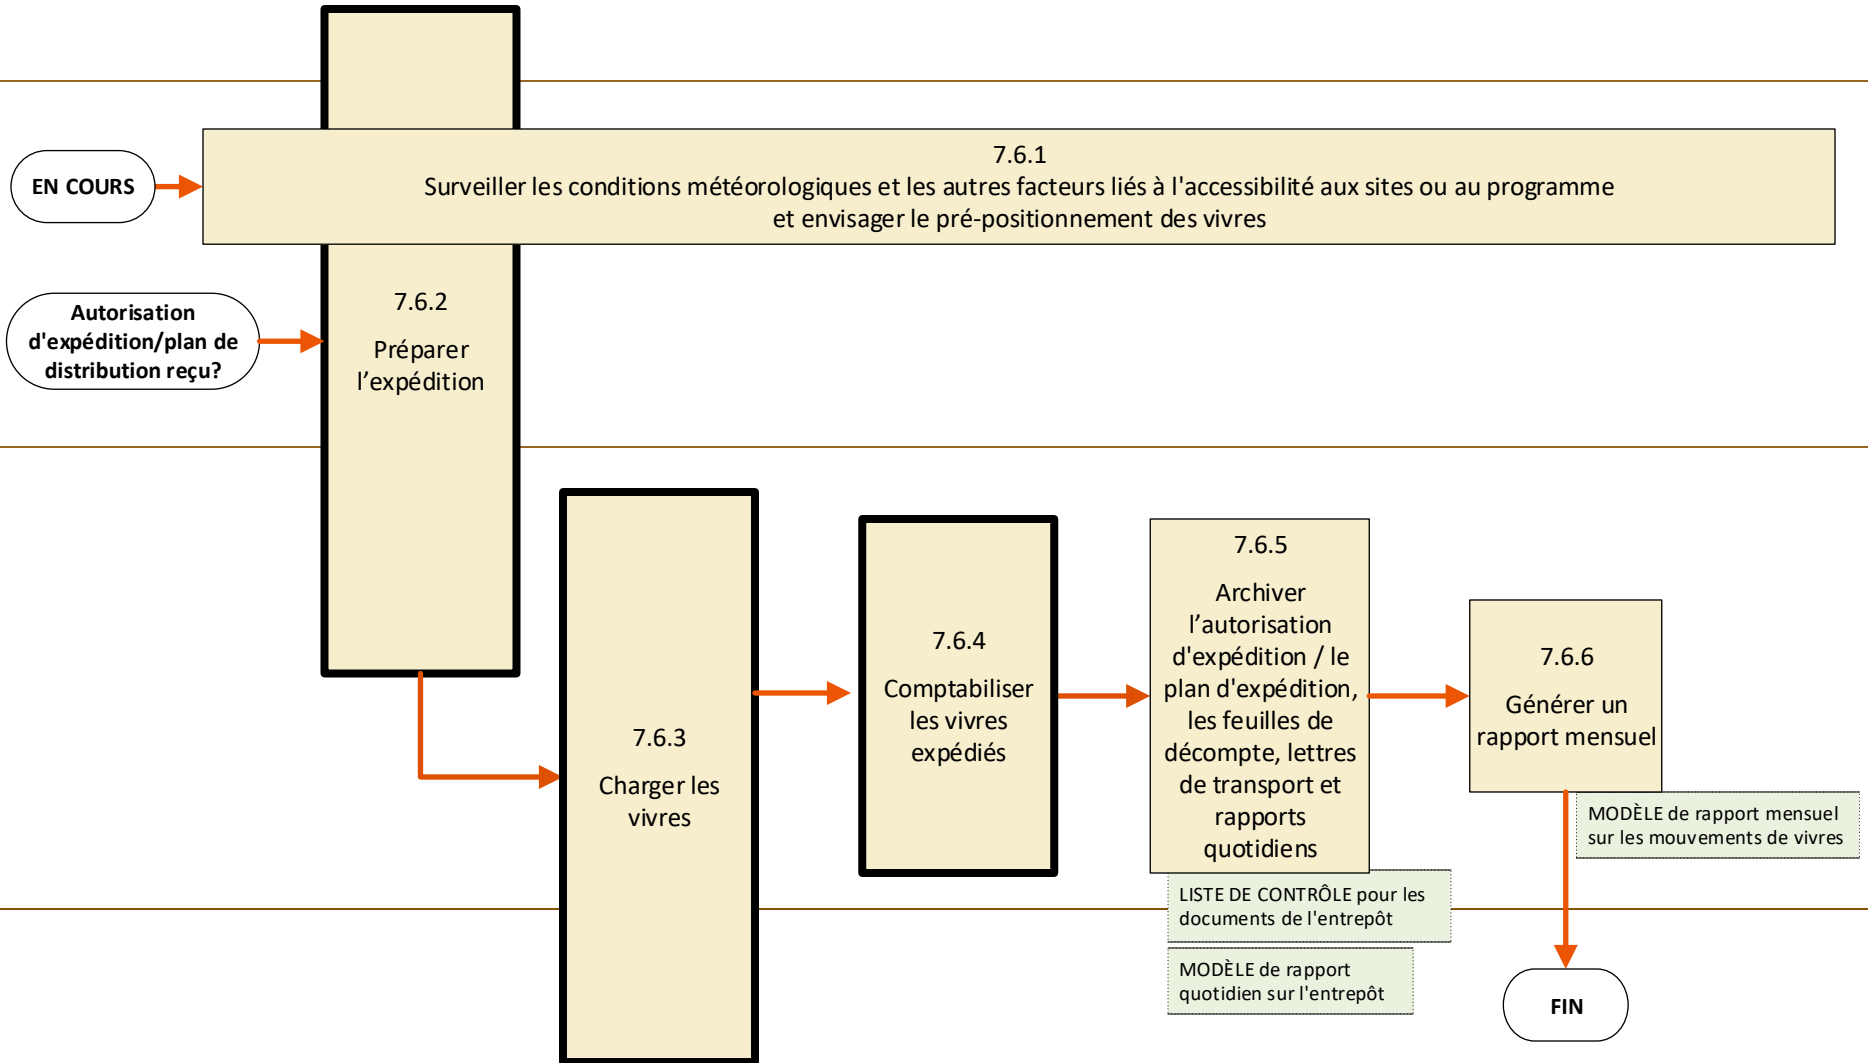 EN COURS
7.6.1
Surveiller les conditions météorologiques et les autres facteurs liés à l'accessibilité aux sites ou au programme
et envisager le pré-positionnement des vivres
Autorisation
d'expédition/plan de
distribution reçu?
7.6.2
Préparer
l’expédition
7.6.3
Charger les
vivres
7.6.4
Comptabiliser
les vivres
expédiés
7.6.5
Archiver
l’autorisation
d'expédition / le
plan d'expédition,
les feuilles de
décompte, lettres
de transport et
rapports
quotidiens
LISTE DE CONTRÔLE pour les
documents de l'entrepôt
MODÈLE de rapport
quotidien sur l'entrepôt
7.6.6
Générer un
rapport mensuel
MODÈLE de rapport mensuel
sur les mouvements de vivres
FIN